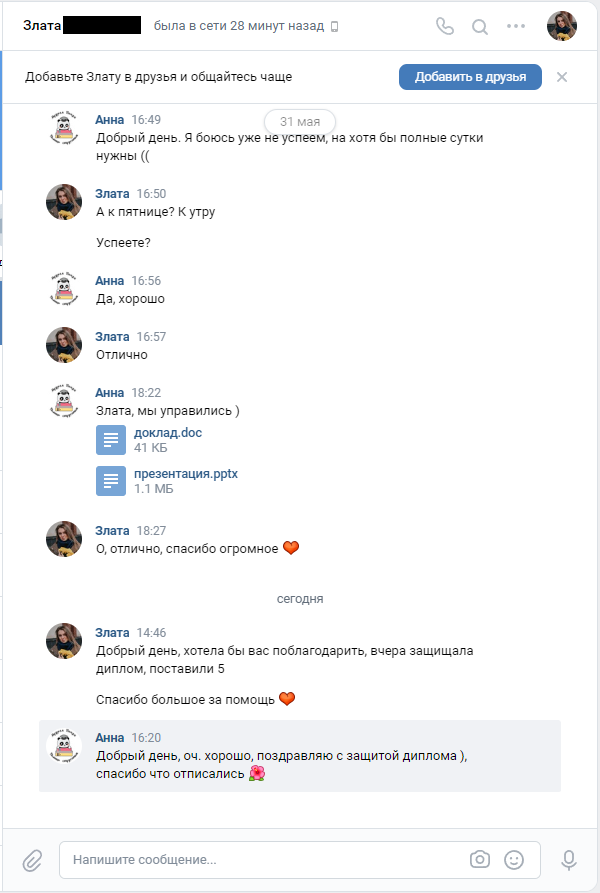 Злата
была в сети 28 минут назад
Добавьте Злату в друзья и общайтесь чаще
Добавить в друзья
31 мая
Анна 16:49
Добрый день. Я боюсь уже не успеем, на хотя бы полные сутки
нужны ((
Злата 16:50
А к пятнице? К утру
Успеете?
Анна 16:56
Да, хорошо
Злата 16:57
Отлично
Анна 18:22
Злата, мы управились )
доклад.doc
41 КБ
презентация.pptx
1.1 МБ
Злата 18:27
О, отлично, спасибо огромное ❤
сегодня
Злата 14:46
Добрый день, хотела бы вас поблагодарить, вчера защищала
диплом, поставили 5
Спасибо большое за помощь ❤
Анна 16:20
Добрый день, оч. хорошо, поздравляю с защитой диплома ),
спасибо что отписались 🌺
Напишите сообщение...